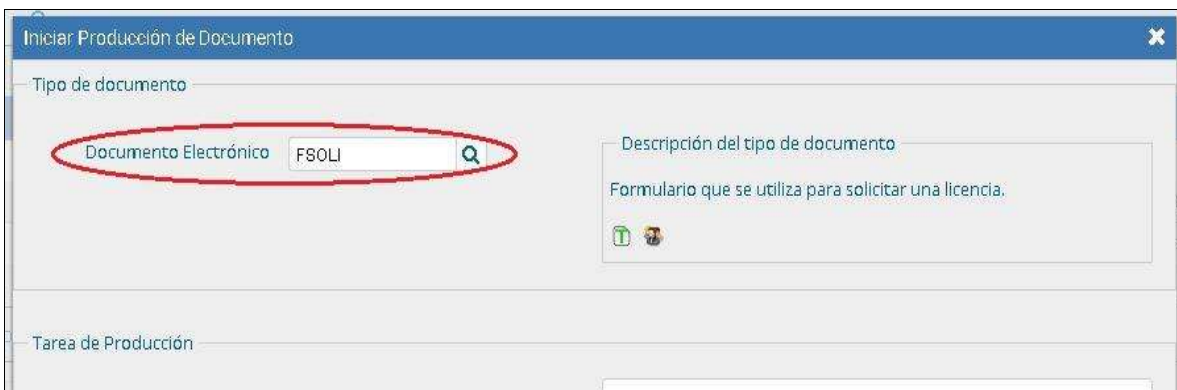 Iniciar Producción de Documento
Tipo de documento
Documento Electrónico FSOLI
Descripción del tipo de documento
Formulario que se utiliza para solicitar una licencia.
Tarea de Producción